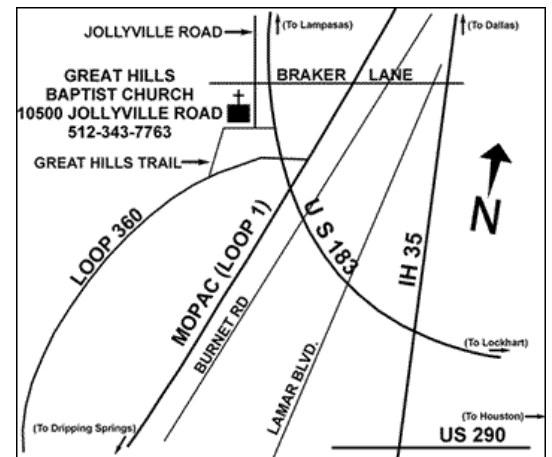 (To Lampasas)
(To Dallas)
JOLLYVILLE ROAD
GREAT HILLS
BAPTIST CHURCH
10500 JOLLYVILLE ROAD
512-343-7763
BRAKER LANE
GREAT HILLS TRAIL
N
LOOP 360
MOPAC (LOOP 1)
U S 183
IH 35
BURNET RD
LAMAR BLVD.
(To Lockhart)
(To Dripping Springs)
(To Houston)
US 290